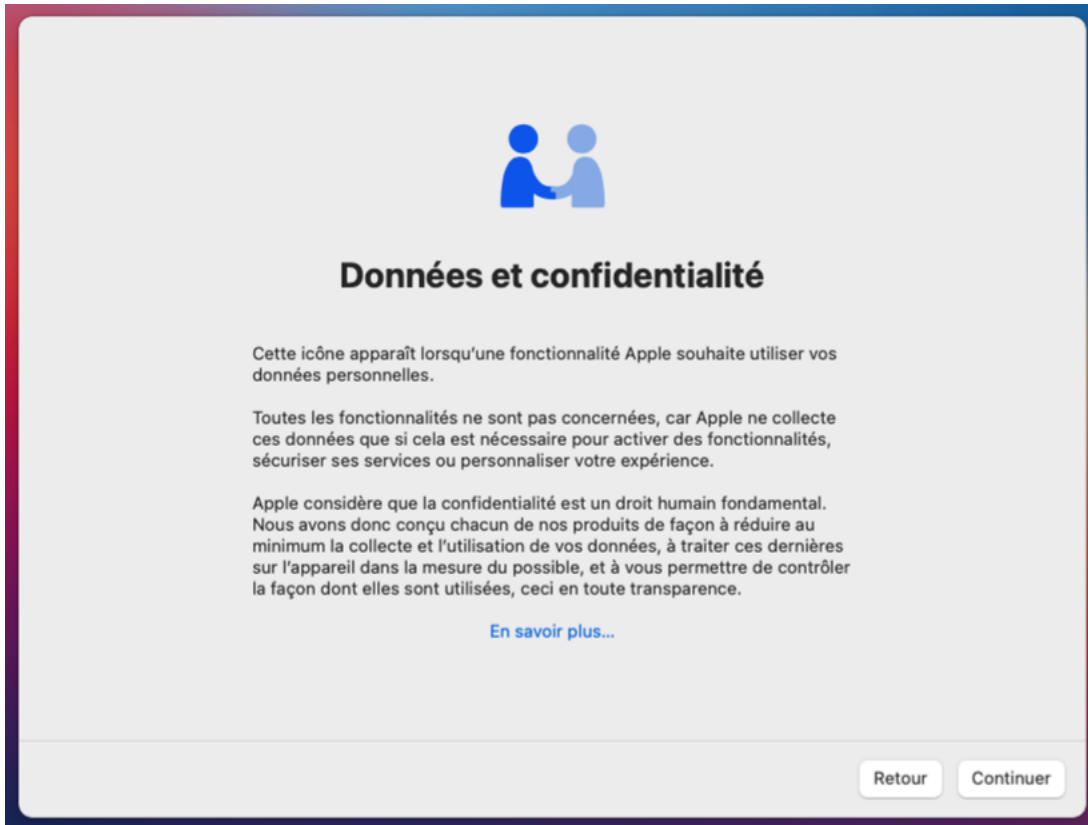 Données et confidentialité
Cette icône apparaît lorsqu'une fonctionnalité Apple souhaite utiliser vos
données personnelles.
Toutes les fonctionnalités ne sont pas concernées, car Apple ne collecte
ces données que si cela est nécessaire pour activer des fonctionnalités,
sécuriser ses services ou personnaliser votre expérience.
Apple considère que la confidentialité est un droit humain fondamental.
Nous avons donc conçu chacun de nos produits de façon à réduire au
minimum la collecte et l'utilisation de vos données, à traiter ces dernières
sur l'appareil dans la mesure du possible, et à vous permettre de contrôler
la façon dont elles sont utilisées, ceci en toute transparence.
En savoir plus...
Retour
Continuer